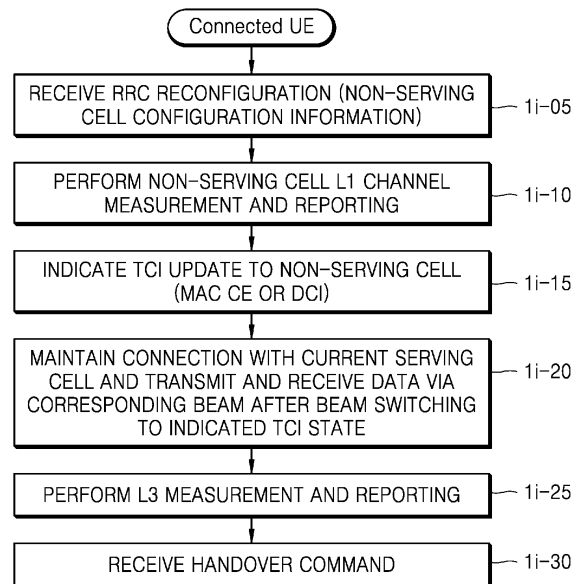 Connected UE
RECEIVE RRC RECONFIGURATION (NON-SERVING
CELL CONFIGURATION INFORMATION)
1i-05
PERFORM NON-SERVING CELL L1 CHANNEL
MEASUREMENT AND REPORTING
1i-10
INDICATE TCI UPDATE TO NON-SERVING CELL
(MAC CE OR DCI)
1i-15
MAINTAIN CONNECTION WITH CURRENT SERVING
CELL AND TRANSMIT AND RECEIVE DATA VIA
CORRESPONDING BEAM AFTER BEAM SWITCHING
TO INDICATED TCI STATE
1i-20
PERFORM L3 MEASUREMENT AND REPORTING
1i-25
RECEIVE HANDOVER COMMAND
1i-30